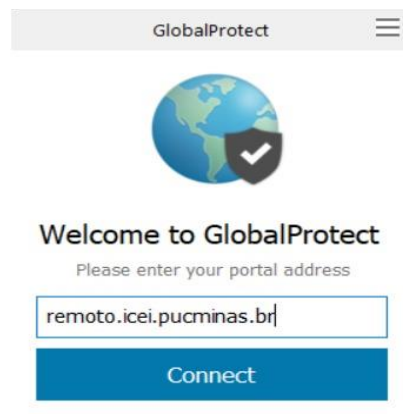 GlobalProtect
Welcome to GlobalProtect
Please enter your portal address
remoto.icei.pucminas.br
Connect